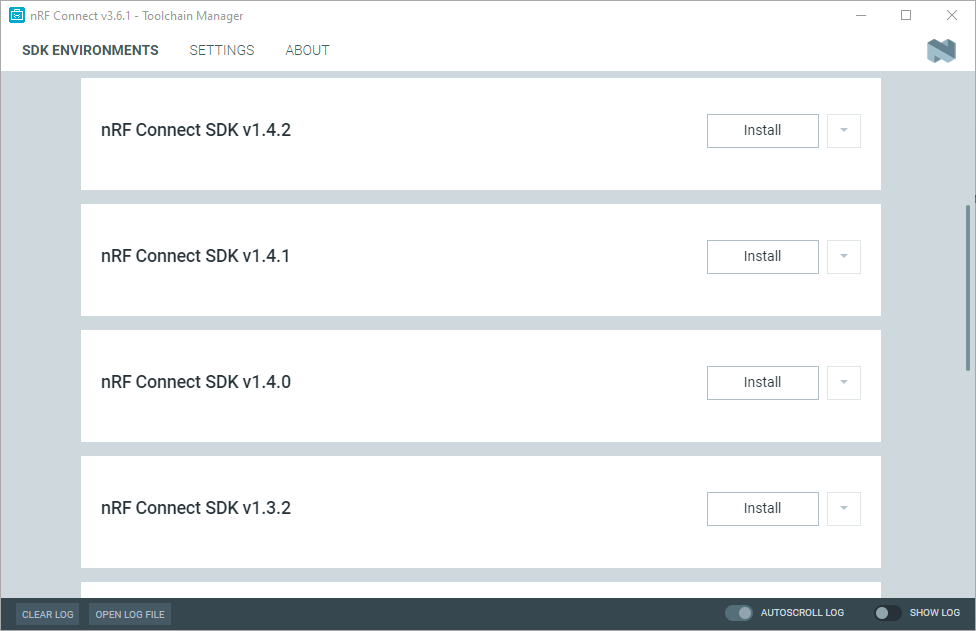 nRF Connect v3.6.1 - Toolchain Manager
SDK ENVIRONMENTS SETTINGS ABOUT
nRF Connect SDK v1.4.2 Install
nRF Connect SDK v1.4.1 Install
nRF Connect SDK v1.4.0 Install
nRF Connect SDK v1.3.2 Install
CLEAR LOG OPEN LOG FILE AUTOSCROLL LOG SHOW LOG